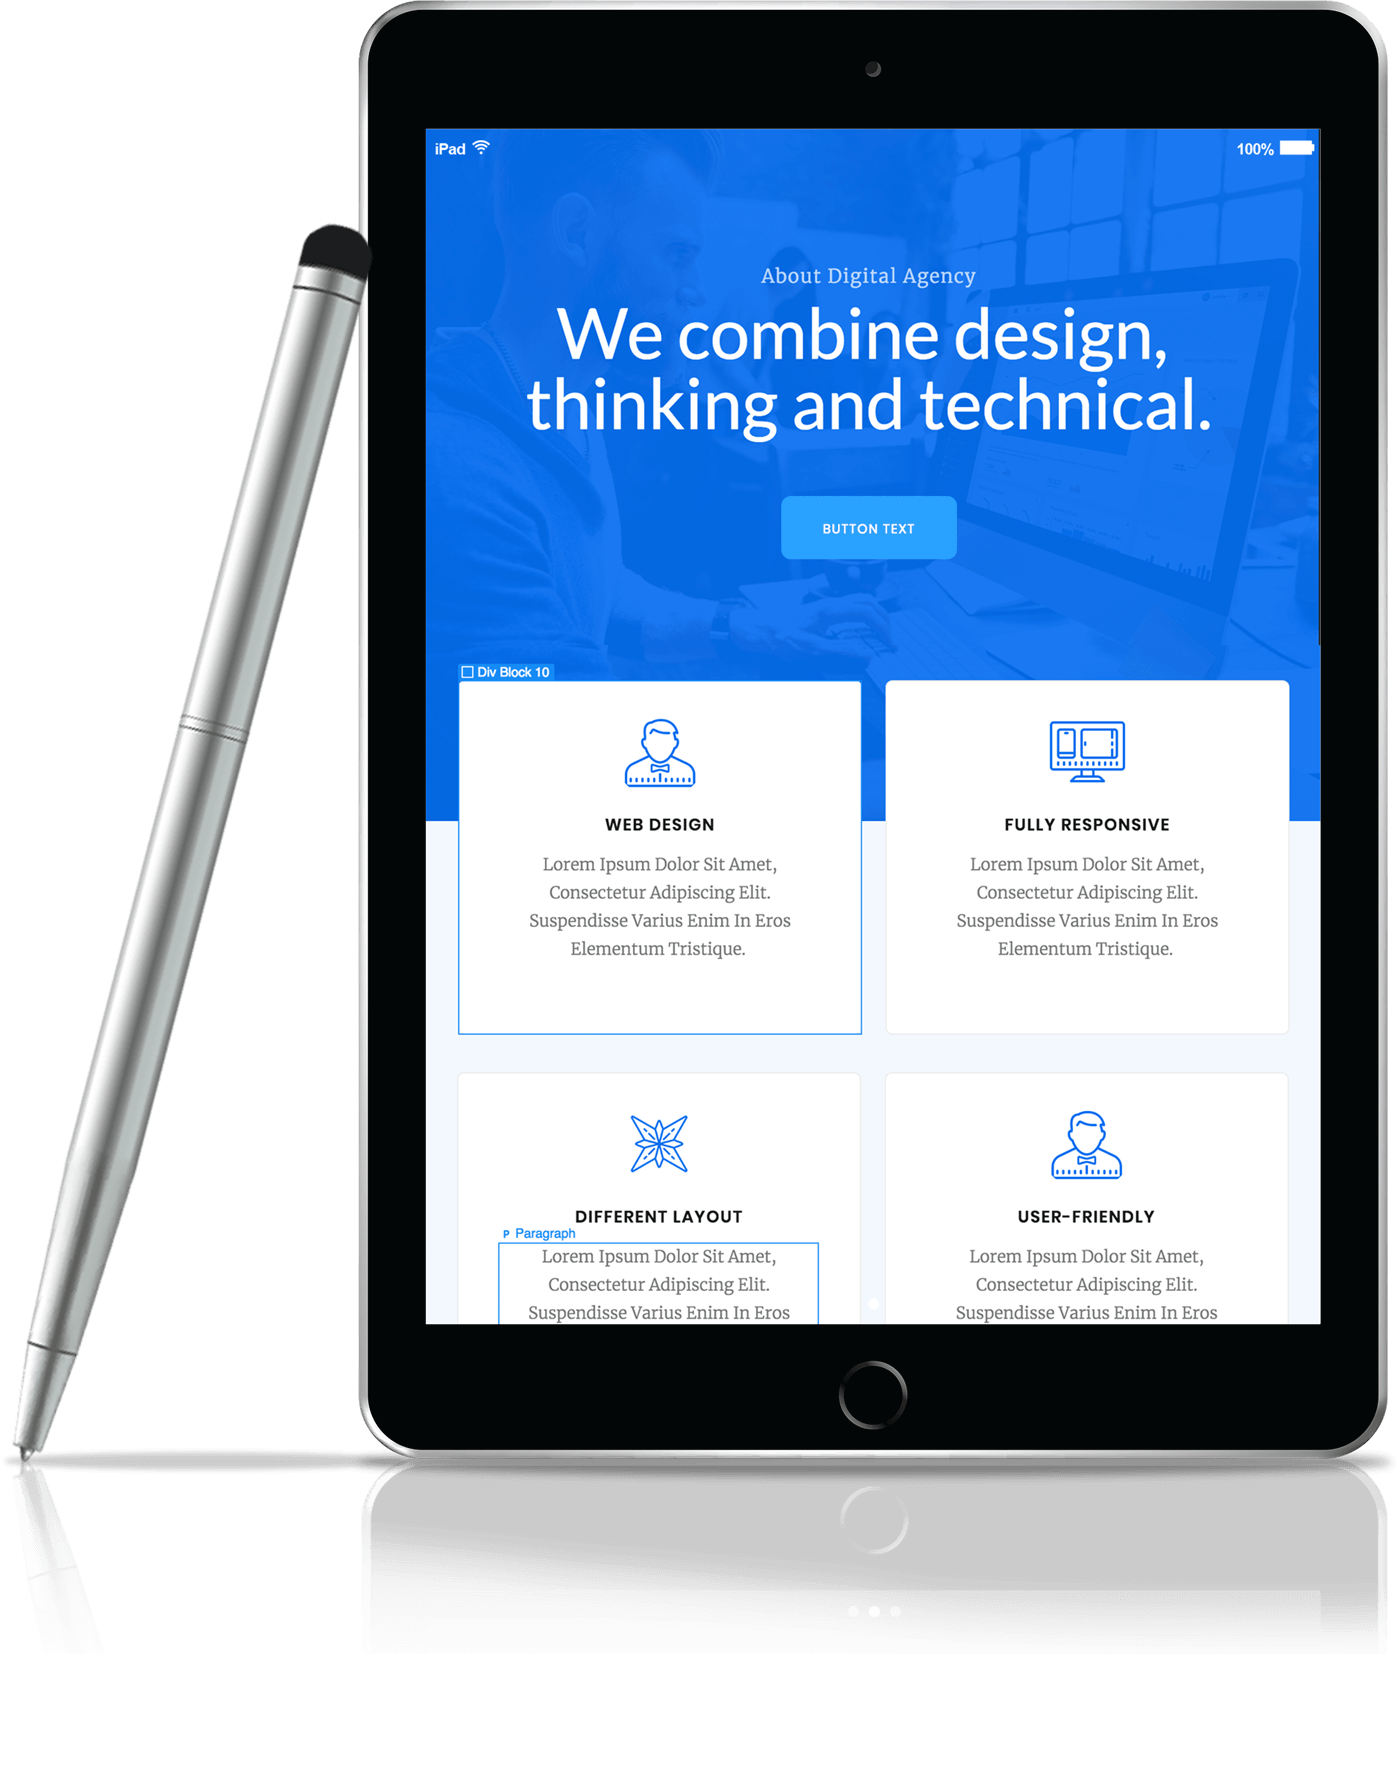 iPad 100%
About Digital Agency
We combine design,
thinking and technical.
BUTTON TEXT
Div Block 10
WEB DESIGN
Lorem Ipsum Dolor Sit Amet,
Consectetur Adipiscing Elit.
Suspendisse Varius Enim In Eros
Elementum Tristique.
FULLY RESPONSIVE
Lorem Ipsum Dolor Sit Amet,
Consectetur Adipiscing Elit.
Suspendisse Varius Enim In Eros
Elementum Tristique.
DIFFERENT LAYOUT
P Paragraph
Lorem Ipsum Dolor Sit Amet,
Consectetur Adipiscing Elit.
Suspendisse Varius Enim In Eros
USER-FRIENDLY
Lorem Ipsum Dolor Sit Amet,
Consectetur Adipiscing Elit.
Suspendisse Varius Enim In Eros